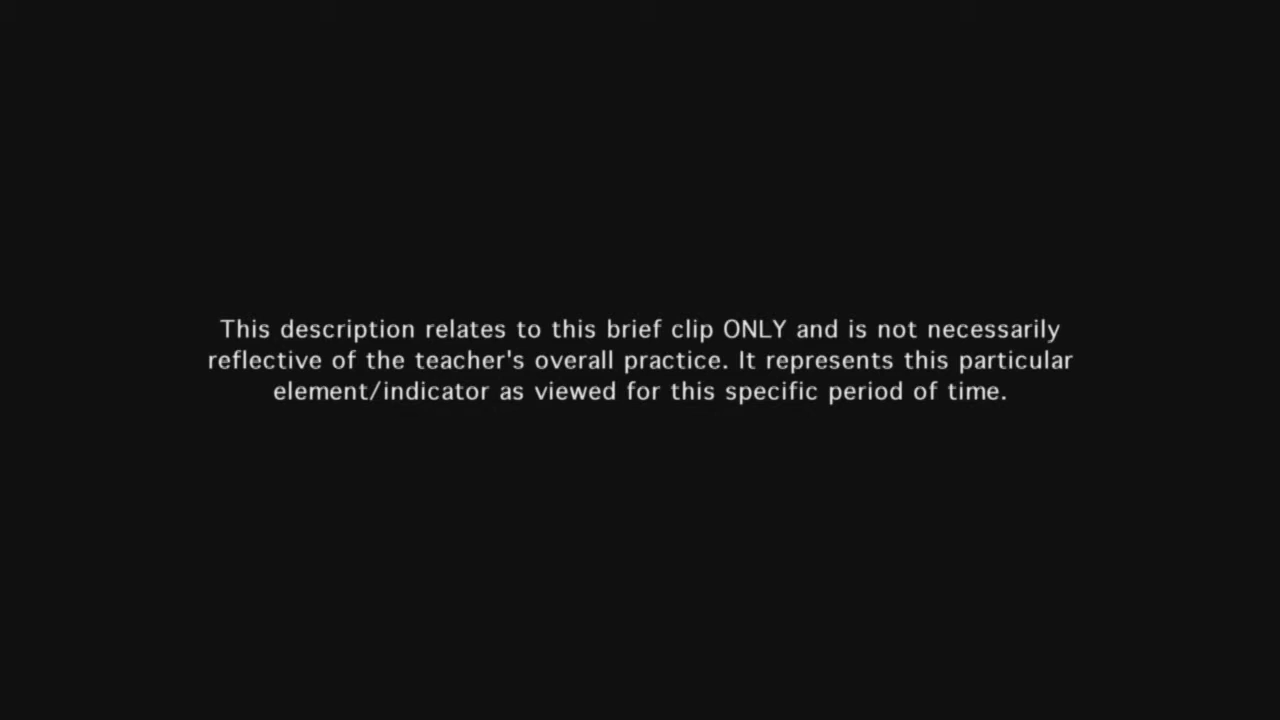 This description relates to this brief clip ONLY and is not necessarily
reflective of the teacher's overall practice. It represents this particular
element/indicator as viewed for this specific period of time.